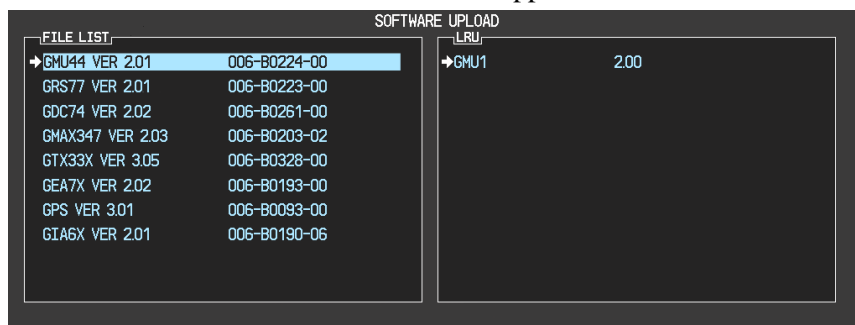 SOFTWARE UPLOAD
FILE LIST
GMU44 VER 2.01 006-B0224-00
GRS77 VER 2.01 006-B0223-00
GDC74 VER 2.02 006-B0261-00
GMAX347 VER 2.03 006-B0203-02
GTX33X VER 3.05 006-B0328-00
GEA7X VER 2.02 006-B0193-00
GPS VER 3.01 006-B0093-00
GIA6X VER 2.01 006-B0190-06
LRU
GMU1 2.00